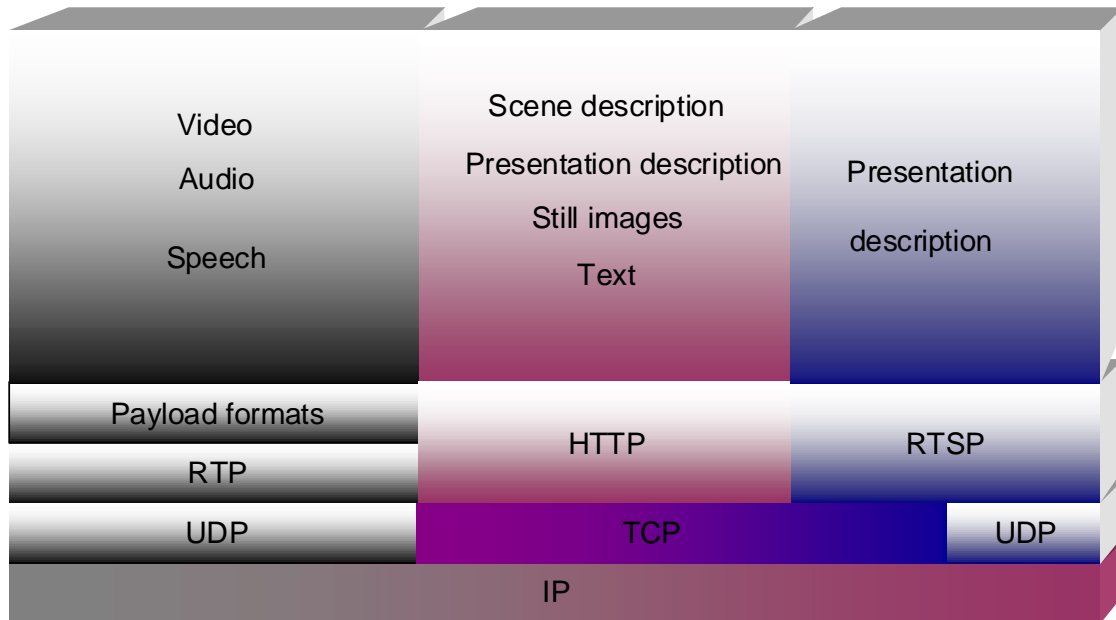 Video
Audio
Speech
Scene description
Presentation description
Still images
Text
Presentation
description
Payload formats
RTP
HTTP
RTSP
UDP
TCP
UDP
IP